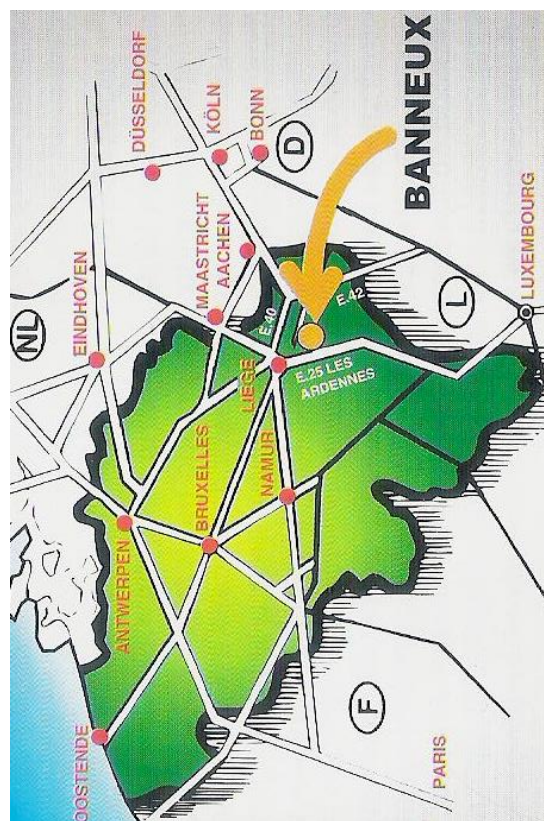 DÜSSELDORF
KÖLN
BONN
D
BANNEUX
MAASTRICHT
AACHEN
EINDHOVEN
NL
E.40
E.42
L
LUXEMBOURG
LIEGE
E.25 LES
ARDENNES
BRUXELLES
NAMUR
ANTWERPEN
F
OOSTENDE
PARIS